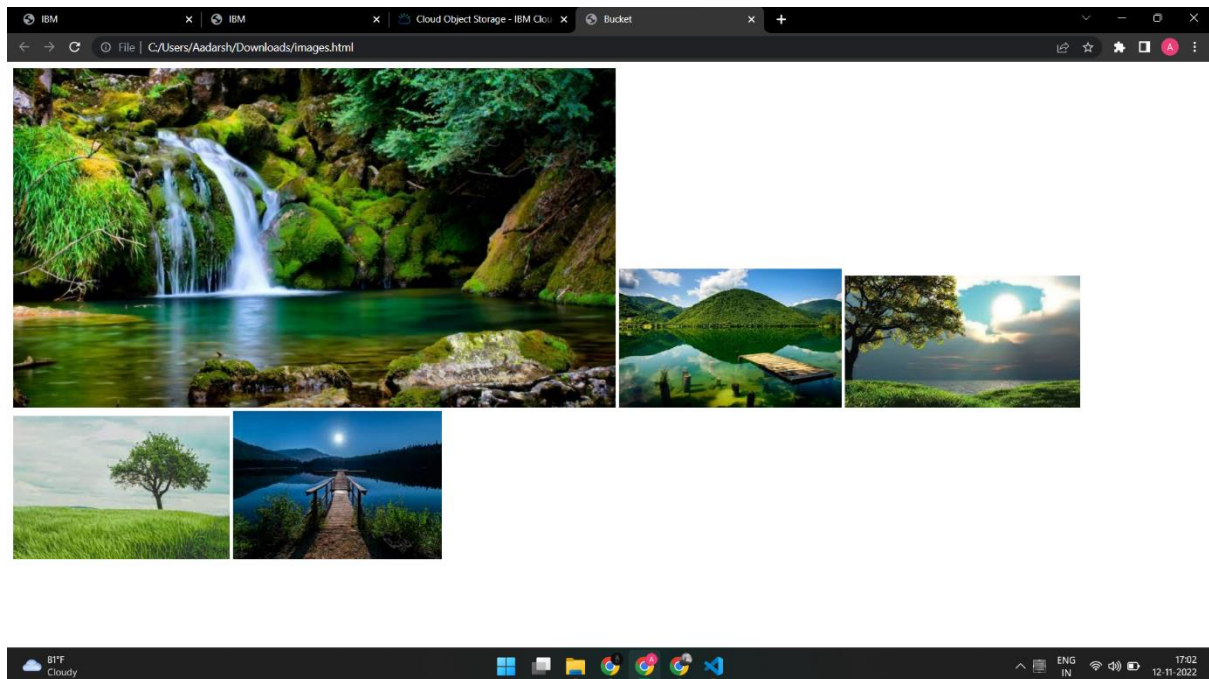 IBM
IBM
Cloud Object Storage - IBM Clou
Bucket
File | C:/Users/Aadarsh/Downloads/images.html
A
81°F
Cloudy
A
ENG
IN
17:02
12-11-2022